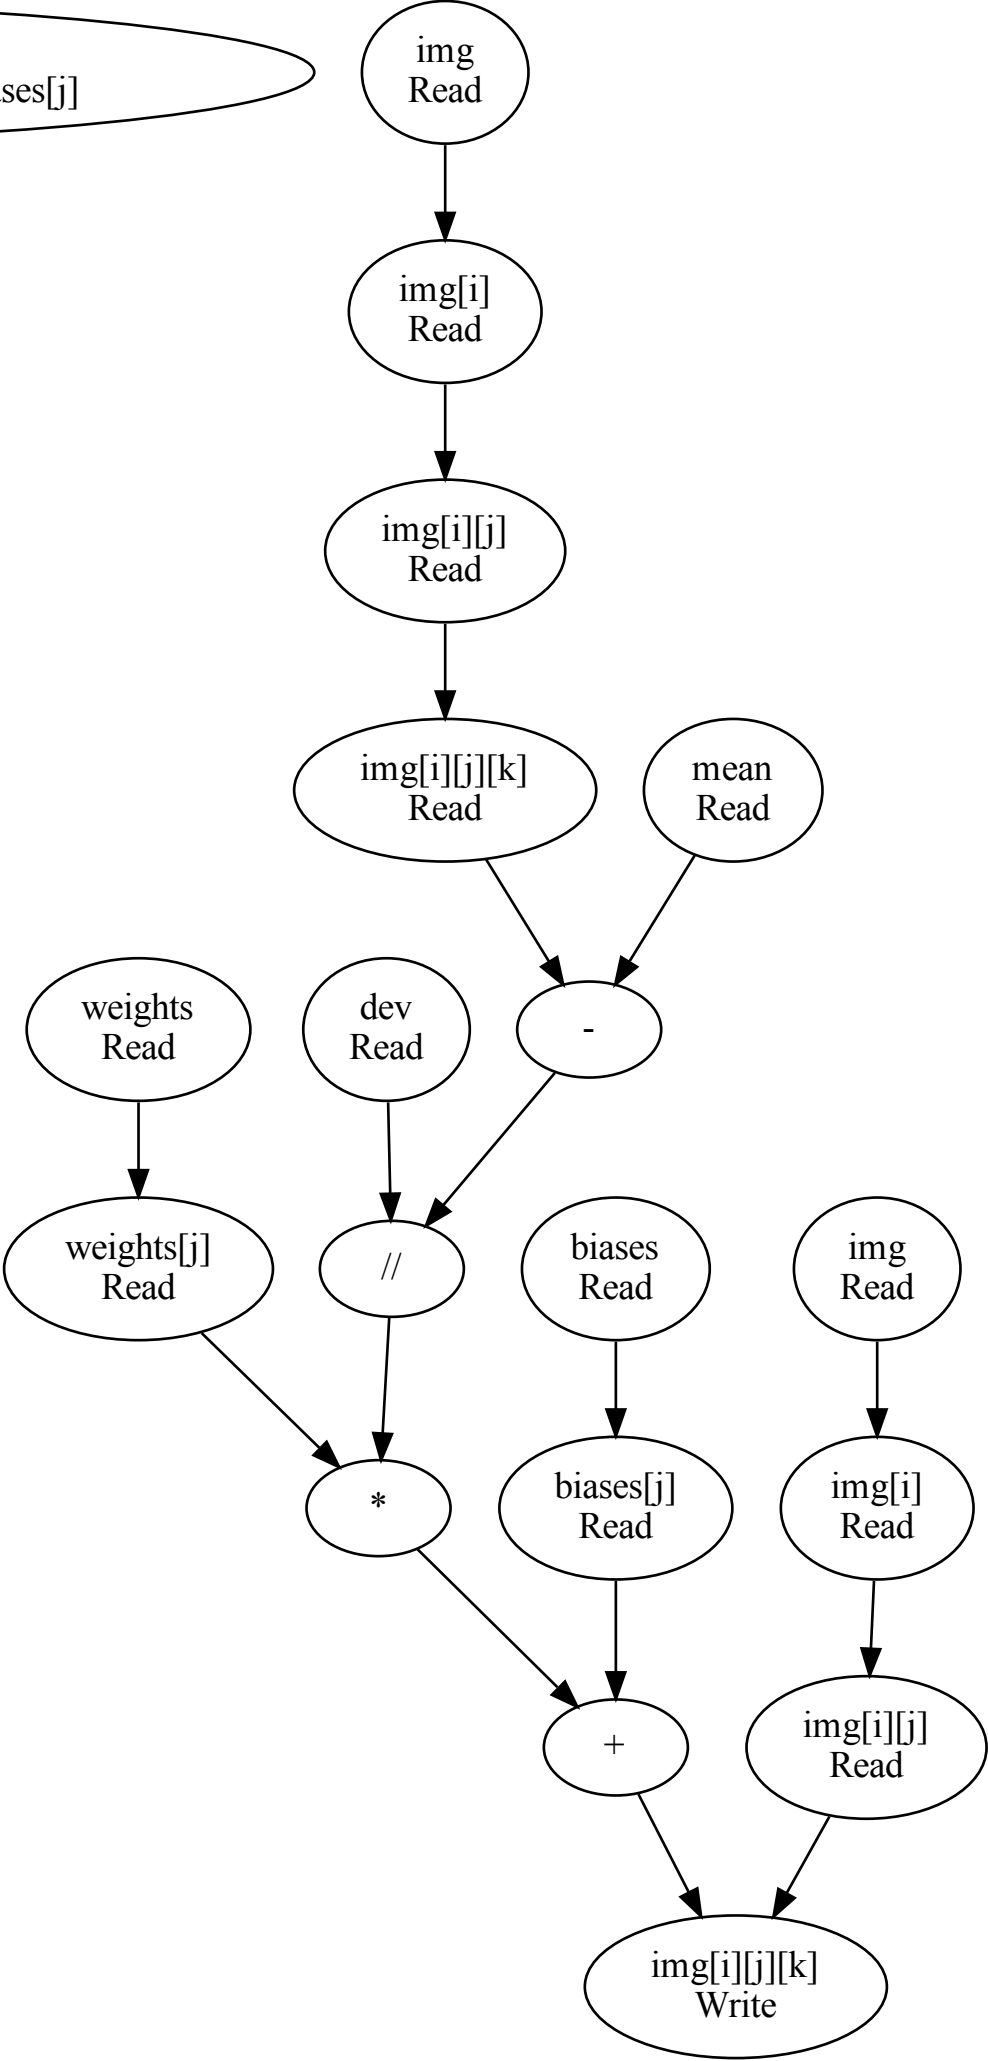 ses[j]
img
Read
img[i]
Read
img[i][j]
Read
img[i][j][k]
Read
mean
Read
weights
Read
dev
Read
-
weights[j]
Read
//
biases
Read
img
Read
*
biases[j]
Read
img[i]
Read
+
img[i][j]
Read
img[i][j][k]
Write